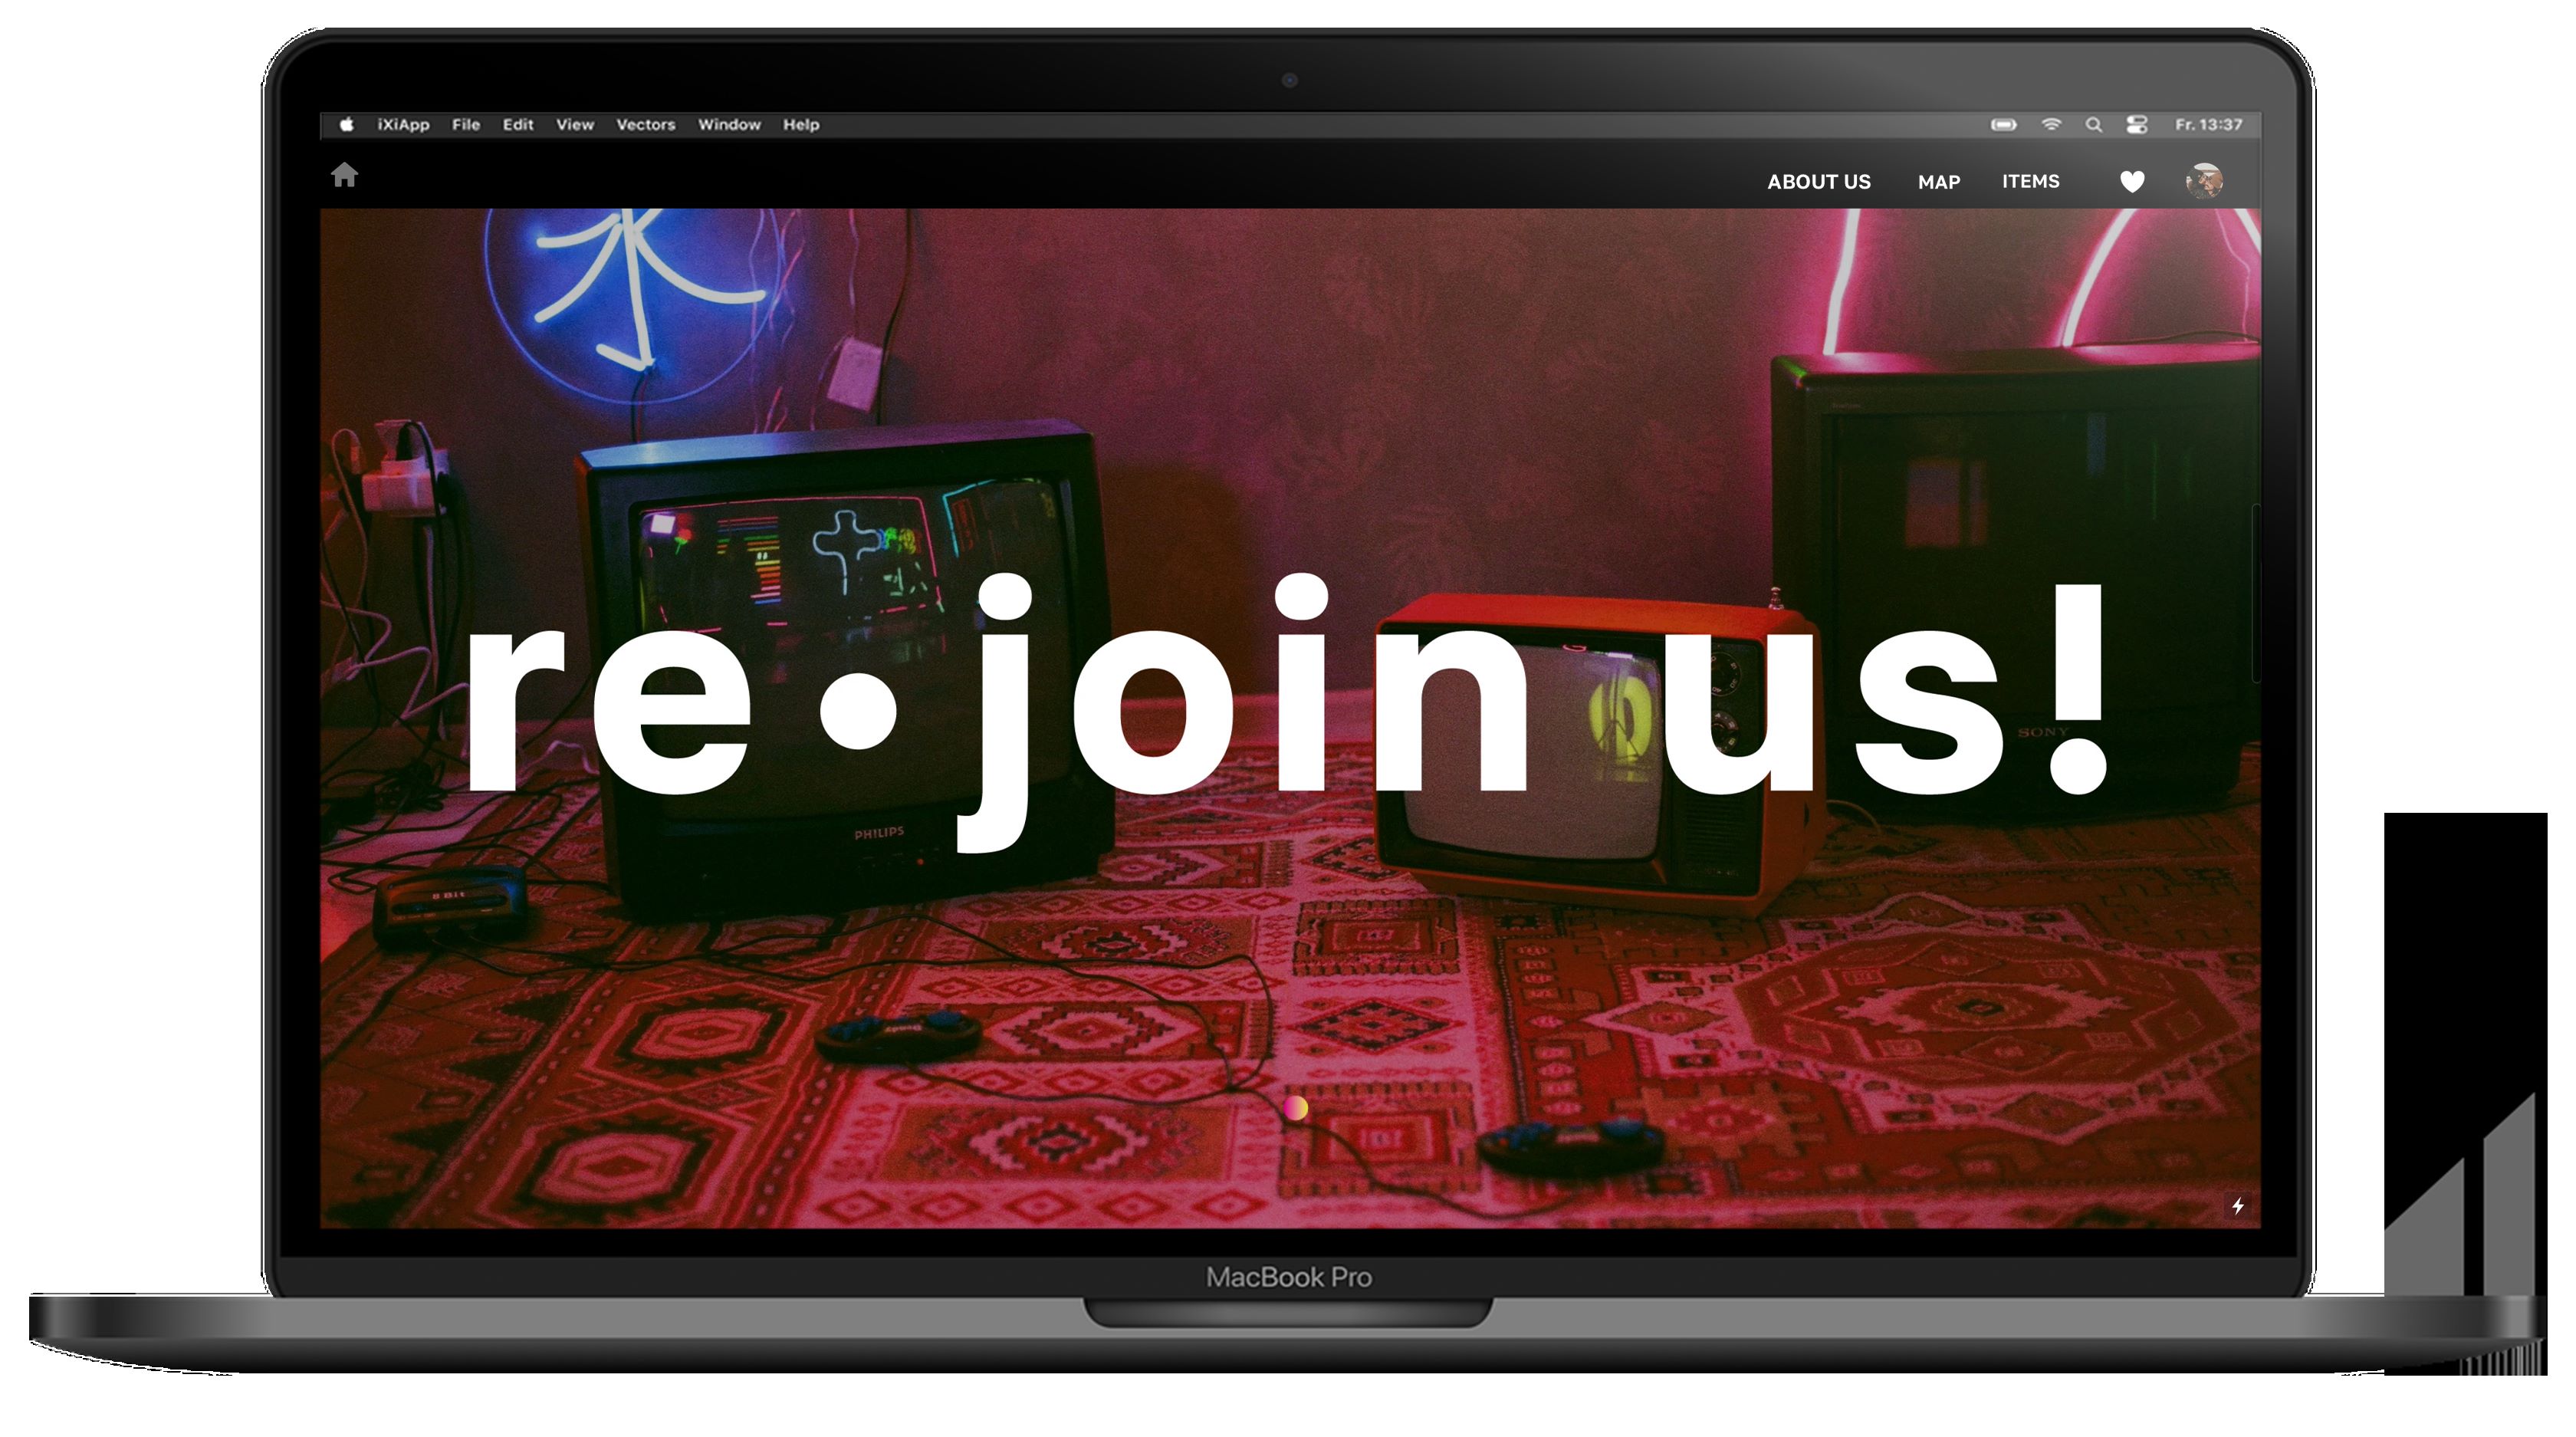 iXiApp File Edit View Vectors Window Help Fr. 13:37
ABOUT US MAP ITEMS
re•join us!
SONY
PHILIPS
8 Bit
MacBook Pro